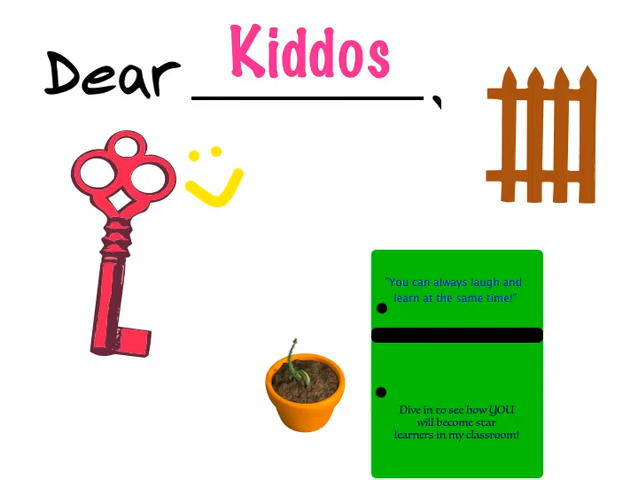 Dear Kiddos,
"You can always laugh and
learn at the same time!"
Dive in to see how YOU
will become star
learners in my classroom!